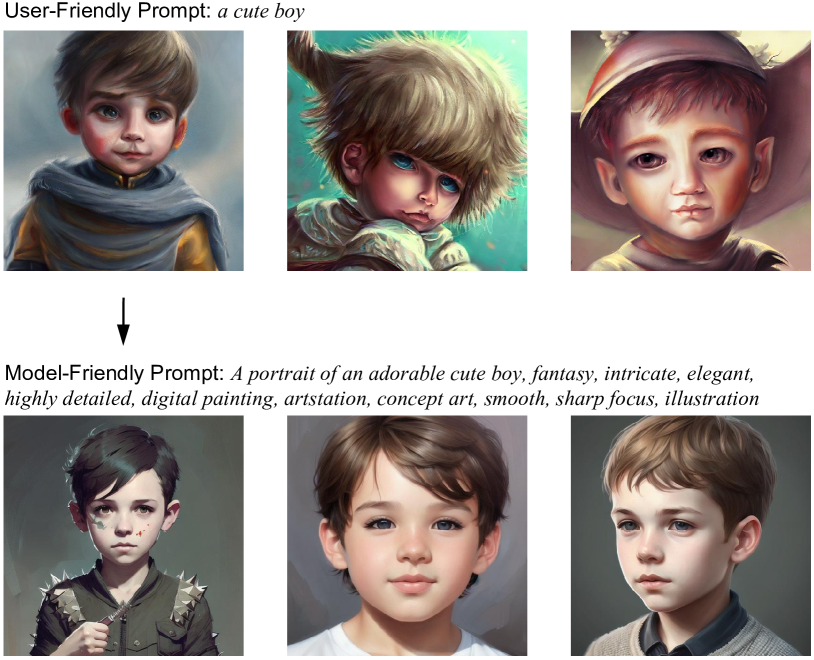 User-Friendly Prompt: a cute boy
Model-Friendly Prompt: A portrait of an adorable cute boy, fantasy, intricate, elegant,
highly detailed, digital painting, artstation, concept art, smooth, sharp focus, illustration